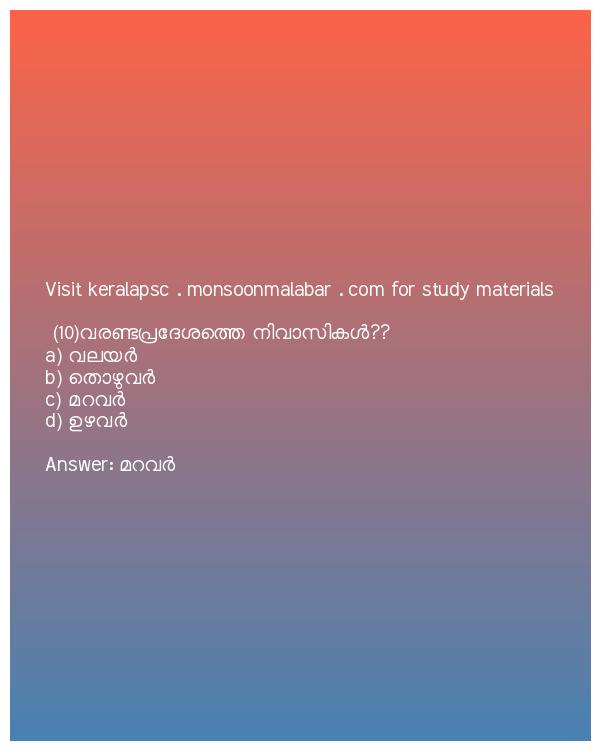 Visit keralapsc . monsoonmalabar . com for study materials
(10)വരണ്ടപ്രദേശത്തെ നിവാസികൾ??
a) വലയർ
b) തൊഴുവർ
c) മറവർ
d) ഉഴവർ
Answer: മറവർ